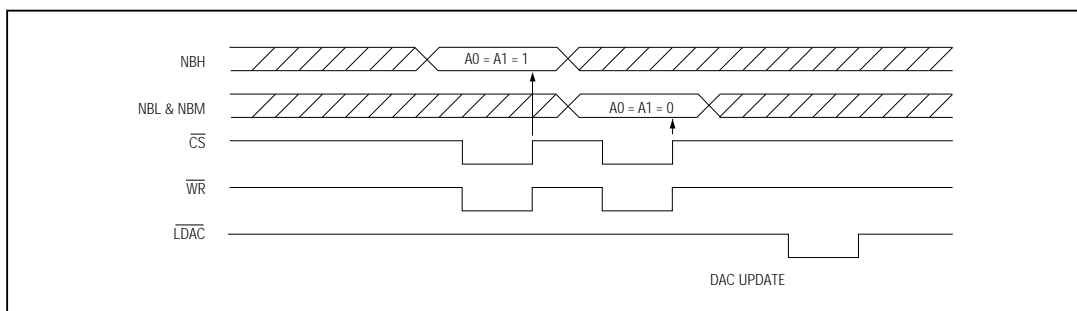 NBH
A0 = A1 = 1
NBL & NBM
A0 = A1 = 0
CS
WR
LDAC
DAC UPDATE